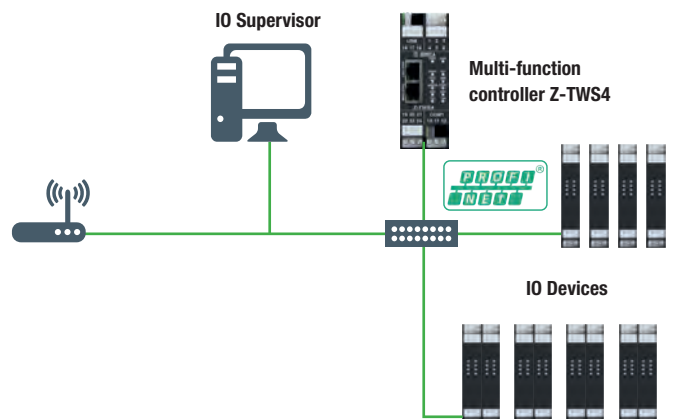 IO Supervisor
Multi-function
controller Z-TWS4
PROFI
NET
®
IO Devices